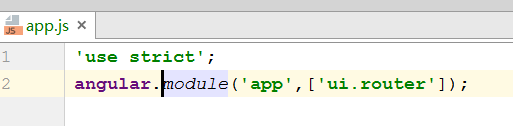 app.js
1 'use strict';
2 angular.module('app',['ui.router']);